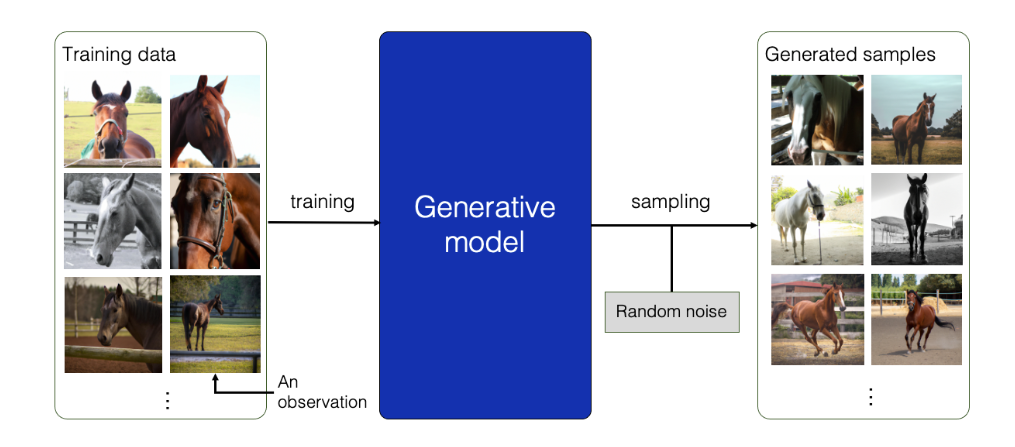 Training data
Generated samples
training
Generative
model
sampling
Random noise
An
observation